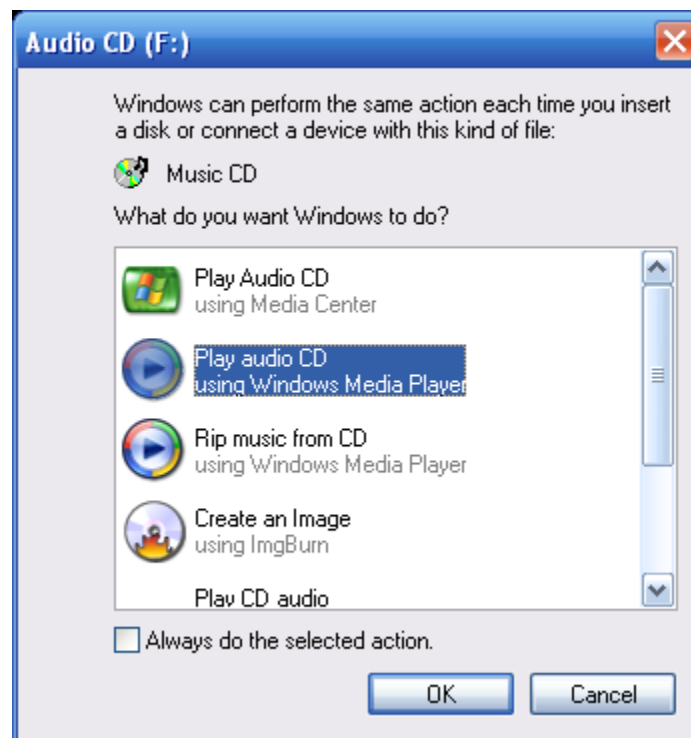 Audio CD (F:)
Windows can perform the same action each time you insert
a disk or connect a device with this kind of file:
Music CD
What do you want Windows to do?
Play Audio CD
using Media Center
Play audio CD
using Windows Media Player
Rip music from CD
using Windows Media Player
Create an Image
using ImgBurn
Play CD audio
Always do the selected action.
OK
Cancel